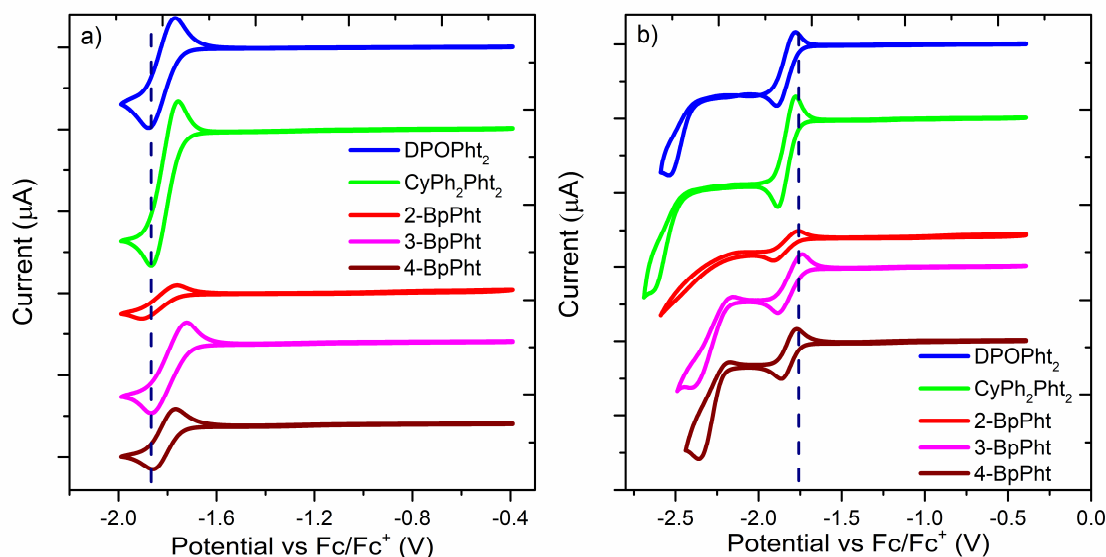 a)
DPOPht₂
CyPh₂Pht₂
2-BpPht
3-BpPht
4-BpPht
Current (μA)
-2.0 -1.6 -1.2 -0.8 -0.4
Potential vs Fc/Fc⁺ (V)
b)
DPOPht₂
CyPh₂Pht₂
2-BpPht
3-BpPht
4-BpPht
Current (μA)
-2.5 -2.0 -1.5 -1.0 -0.5 0.0
Potential vs Fc/Fc⁺ (V)